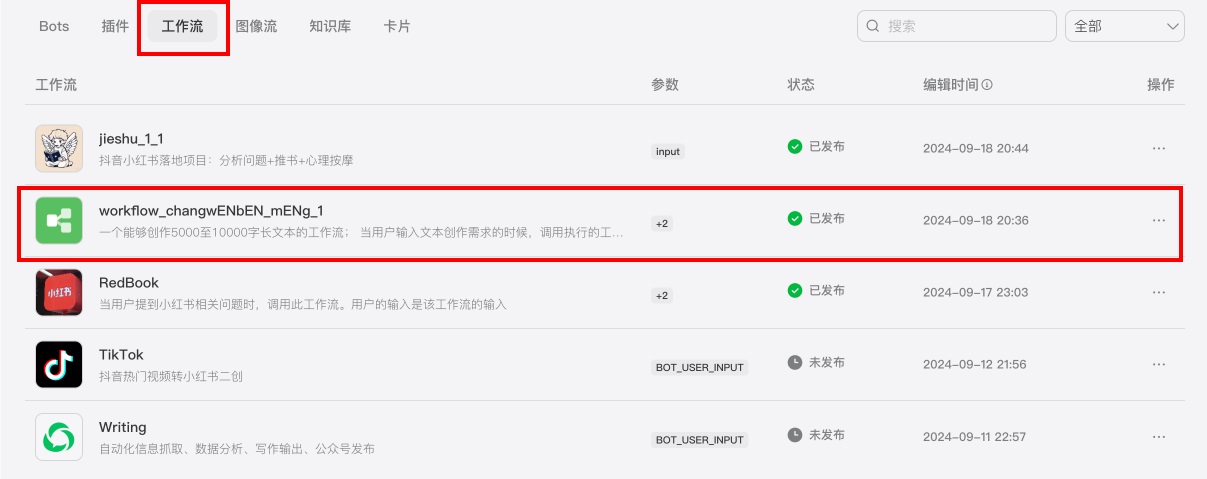 Bots 插件 工作流 图像流 知识库 卡片 搜索 全部
工作流 参数 状态 编辑时间 操作
jieshu_1_1
抖音小红书落地项目：分析问题+推书+心理按摩
input 已发布 2024-09-18 20:44 ...
workflow_changwENbEN_mENg_1
一个能够创作5000至10000字长文本的工作流； 当用户输入文本创作需求的时候，调用执行的工...
+2 已发布 2024-09-18 20:36 ...
小红书
RedBook
当用户提到小红书相关问题时，调用此工作流。用户的输入是该工作流的输入
+2 已发布 2024-09-17 23:03 ...
TikTok
抖音热门视频转小红书二创
BOT_USER_INPUT 未发布 2024-09-12 21:56 ...
Writing
自动化信息抓取、数据分析、写作输出、公众号发布
BOT_USER_INPUT 未发布 2024-09-11 22:57 ...